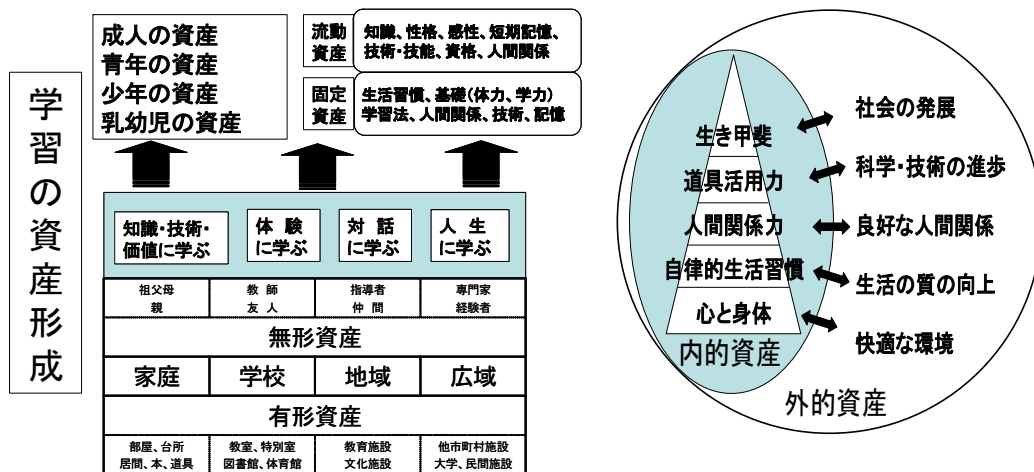 学習の資産形成
成人の資産
青年の資産
少年の資産
乳幼児の資産
流動
資産
知識、性格、感性、短期記憶、
技術・技能、資格、人間関係
固定
資産
生活習慣、基礎(体力、学力)
学習法、人間関係、技術、記憶
知識・技術・
価値に学ぶ
体 験
に学ぶ
対 話
に学ぶ
人 生
に学ぶ
祖父母
親
教 師
友 人
指導者
仲 間
専門家
経験者
無形資産
家庭
学校
地域
広域
有形資産
部屋、台所
居間、本、道具
教室、特別室
図書館、体育館
教育施設
文化施設
他市町村施設
大学、民間施設
生き甲斐
道具活用力
人間関係力
自律的生活習慣
心と身体
内的資産
社会の発展
科学・技術の進歩
良好な人間関係
生活の質の向上
快適な環境
外的資産